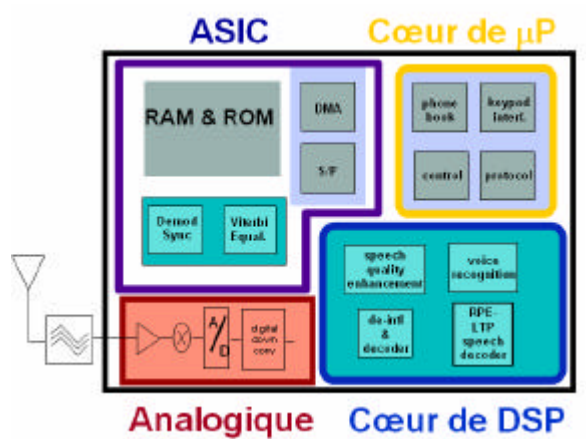 ASIC
Cœur de µP
RAM & ROM
DMA
S/P
phone
book
keypad
interf.
control
protocol
Demod
Sync
Viterbi
Equal.
speech
quality
enhancement
voice
recognition
de-intl
&
decoder
RPE-
LTP
speech
decoder
A/D
digital
down
conv
Analogique
Cœur de DSP